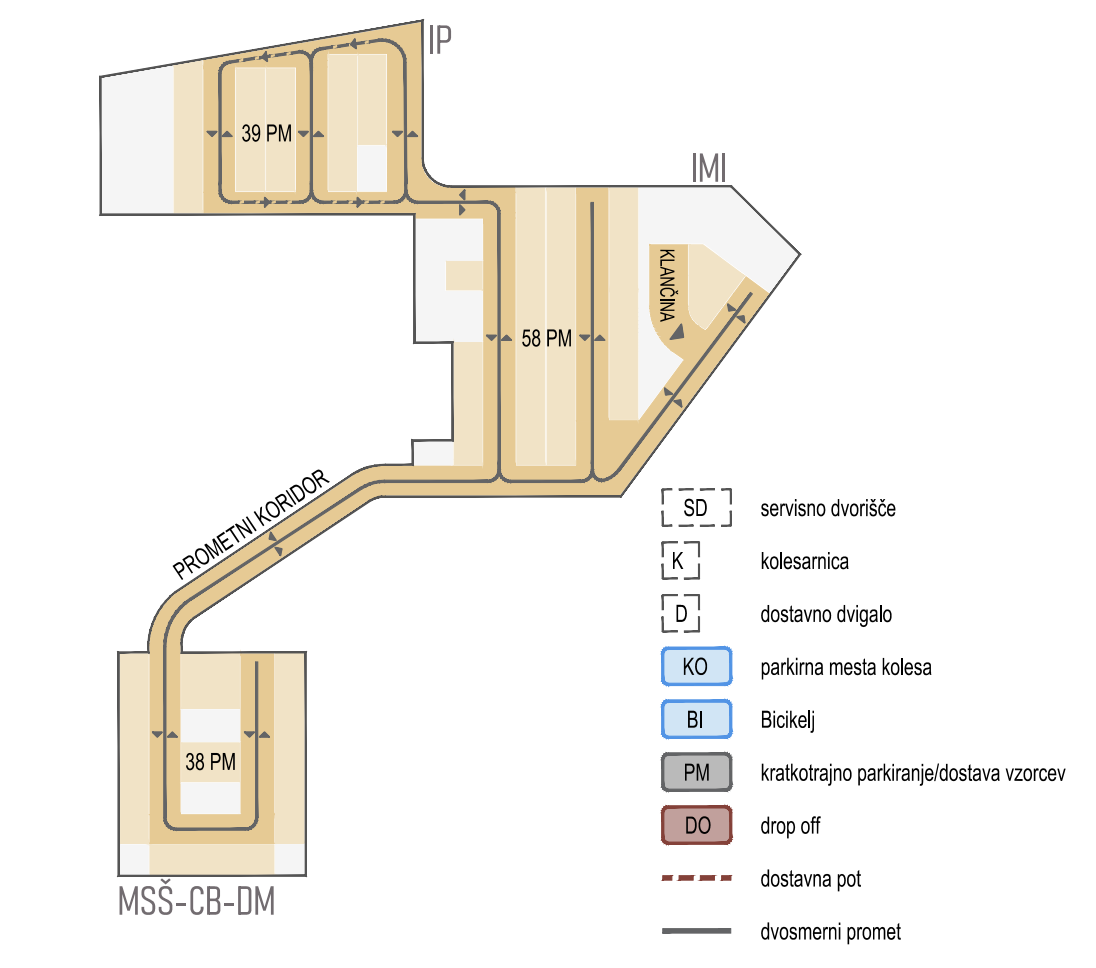 IP
39 PM
IMI
KLANČINA
58 PM
PROMETNI KORIDOR
38 PM
MSŠ-CB-DM
SD servisno dvorišče
K kolesarnica
D dostavno dvigalo
KO parkirna mesta kolesa
BI Bicikelj
PM kratkotrajno parkiranje/dostava vzorcev
DO drop off
dostavna pot
dvosmerni promet